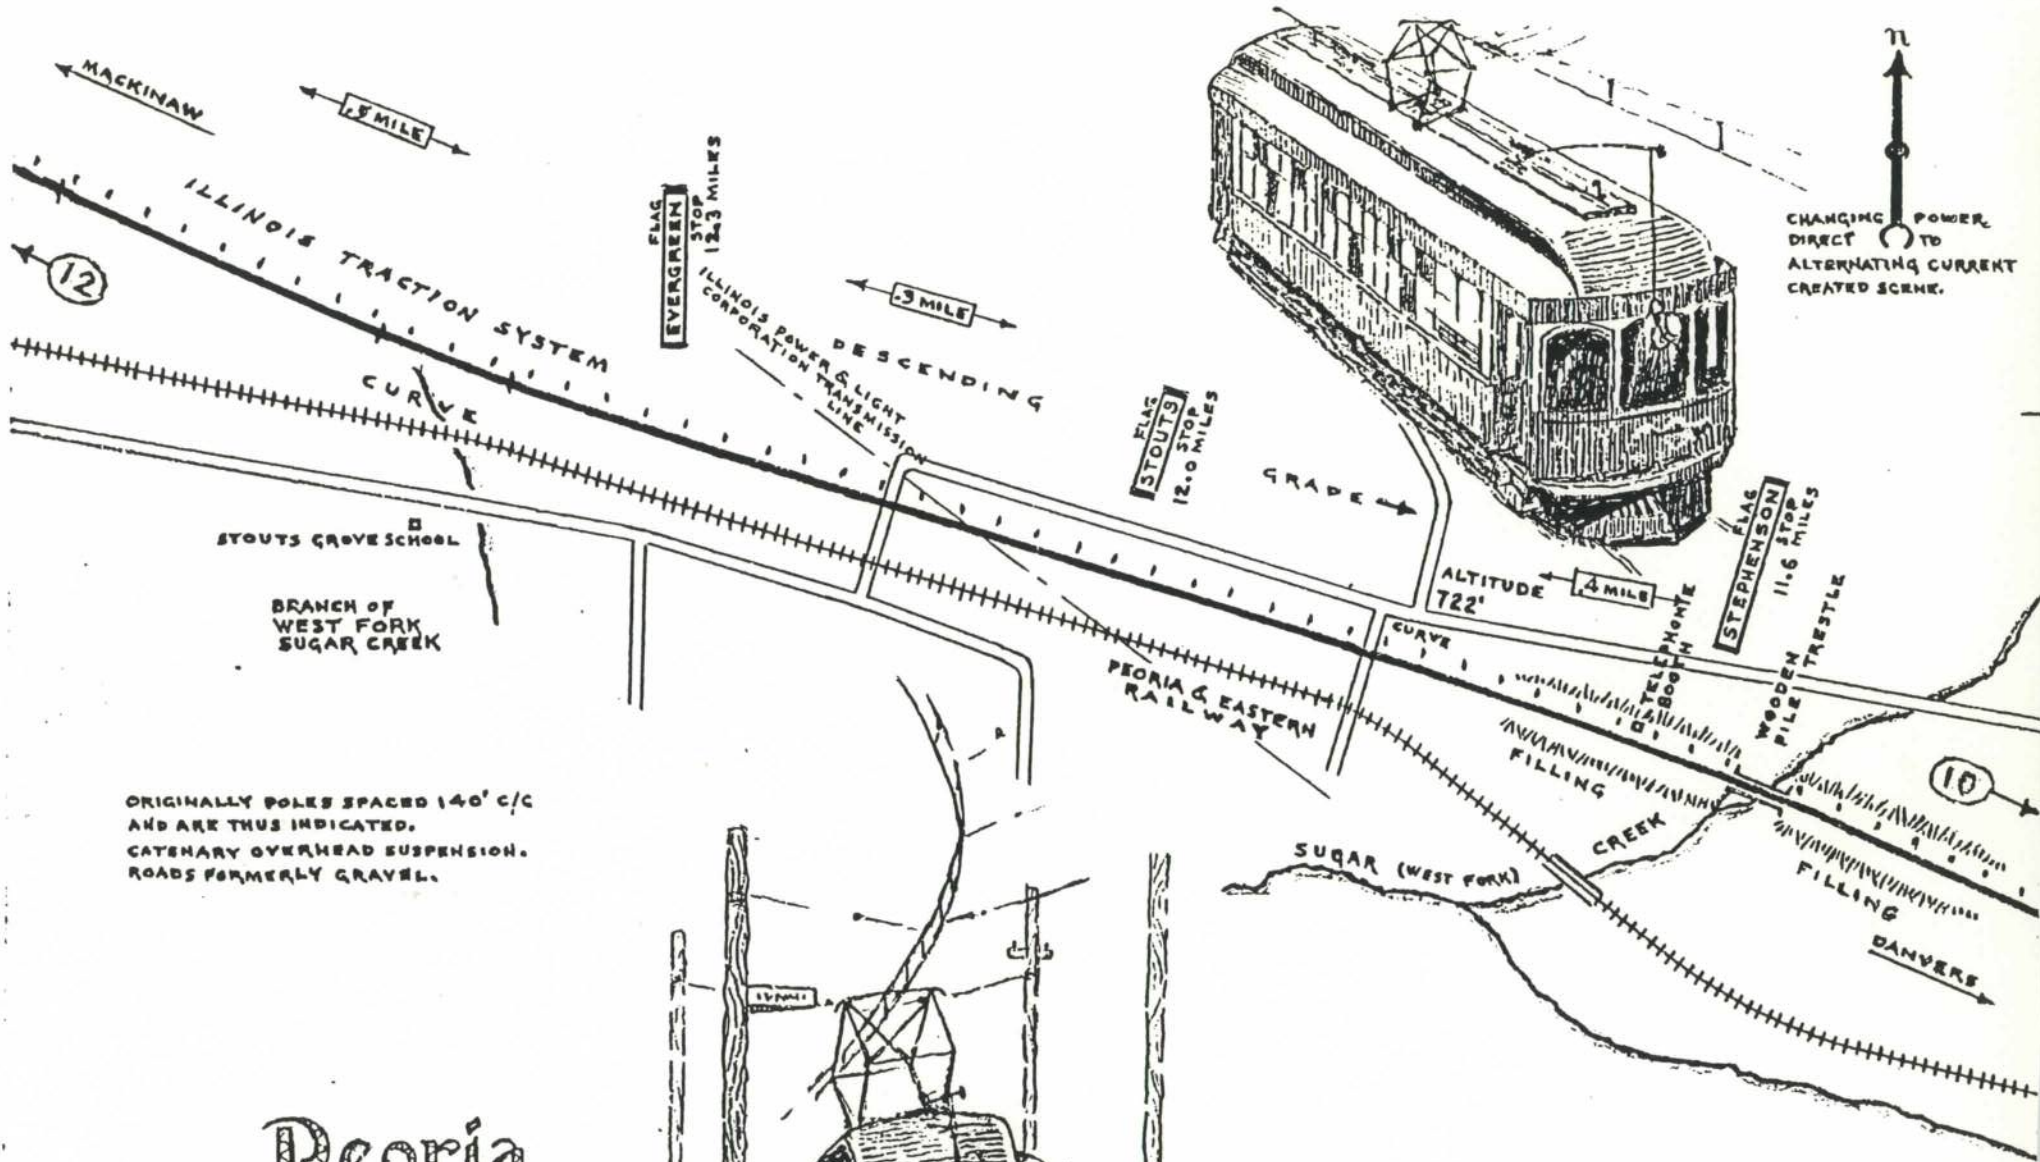 MACKINAW
.5 MILE
ILLINOIS TRACTION SYSTEM
12
FLAG
EVERGREEN
STOP
12.3 MILES
ILLINOIS POWER & LIGHT
CORPORATION TRANSMISSION
LINE
.3 MILE
DESCENDING
GRADE
FLAG
STOUTS
STOP
12.0 MILES
n
CHANGING POWER
DIRECT TO
ALTERNATING CURRENT
CREATED SCENE.
CURVE
STOUTS GROVE SCHOOL
BRANCH OF
WEST FORK
SUGAR CREEK
ALTITUDE
722'
.4 MILE
FLAG
STEPHENSON
STOP
11.6 MILES
TELEPHONE
BOOTH
WOODEN
PILE TRESTLE
CURVE
PEORIA & EASTERN
RAILWAY
FILLING
10
SUGAR (WEST FORK) CREEK
FILLING
DANVERS
ORIGINALLY POLES SPACED 140' C/C
AND ARE THUS INDICATED.
CATENARY OVERHEAD SUSPENSION.
ROADS FORMERLY GRAVEL.
Peoria